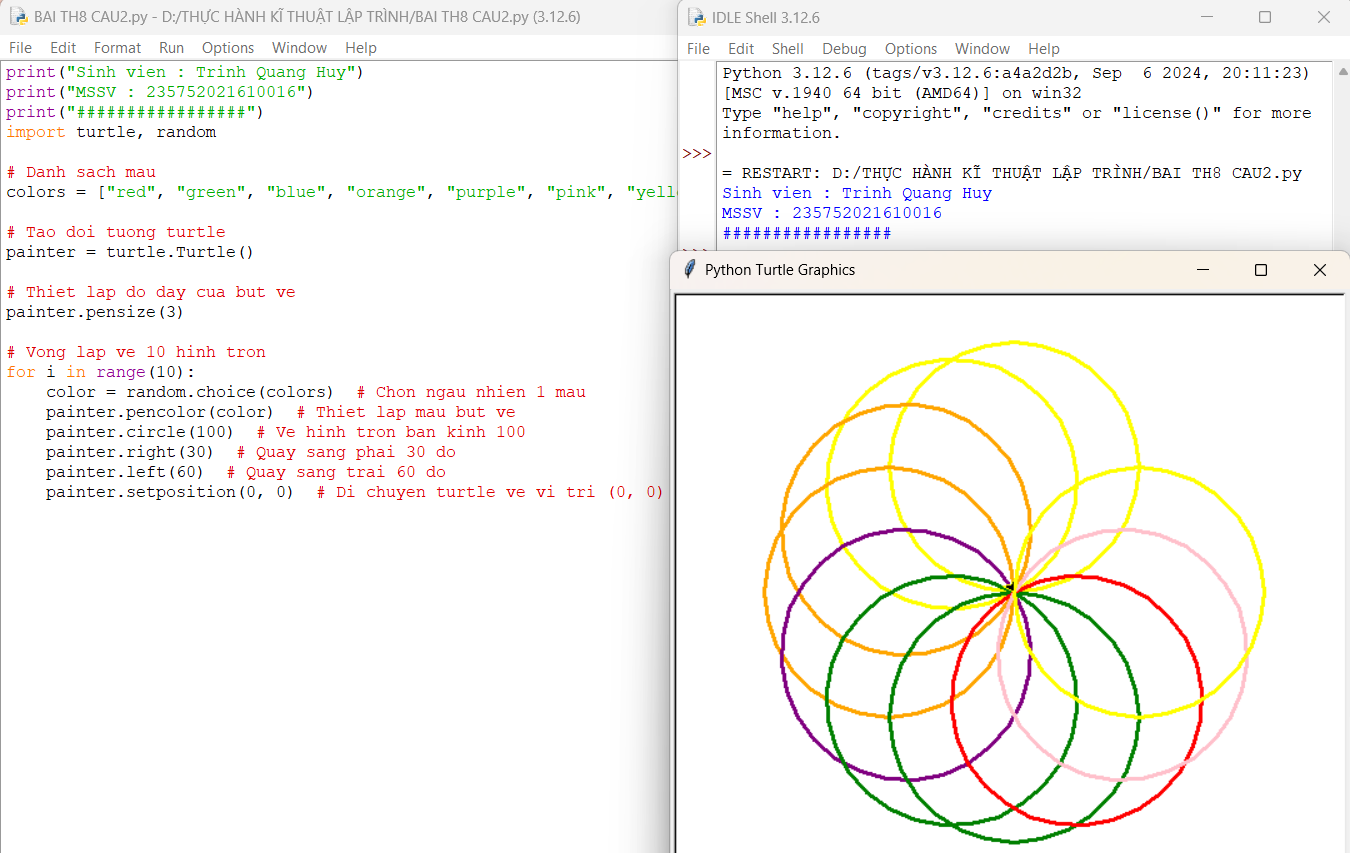 BAI TH8 CAU2.py - D:/THỰC HÀNH KĨ THUẬT LẬP TRÌNH/BAI TH8 CAU2.py (3.12.6)
File Edit Format Run Options Window Help
print("Sinh vien : Trinh Quang Huy")
print("MSSV : 235752021610016")
print("#################")
import turtle, random
# Danh sach mau
colors = ["red", "green", "blue", "orange", "purple", "pink", "yell
# Tao doi tuong turtle
painter = turtle.Turtle()
# Thiet lap do day cua but ve
painter.pensize(3)
# Vong lap ve 10 hinh tron
for i in range(10):
    color = random.choice(colors)  # Chon ngau nhien 1 mau
    painter.pencolor(color)  # Thiet lap mau but ve
    painter.circle(100)  # Ve hinh tron ban kinh 100
    painter.right(30)  # Quay sang phai 30 do
    painter.left(60)  # Quay sang trai 60 do
    painter.setposition(0, 0)  # Di chuyen turtle ve vi tri (0, 0)
IDLE Shell 3.12.6
File Edit Shell Debug Options Window Help
Python 3.12.6 (tags/v3.12.6:a4a2d2b, Sep  6 2024, 20:11:23)
[MSC v.1940 64 bit (AMD64)] on win32
Type "help", "copyright", "credits" or "license()" for more
information.
>>>
= RESTART: D:/THỰC HÀNH KĨ THUẬT LẬP TRÌNH/BAI TH8 CAU2.py
Sinh vien : Trinh Quang Huy
MSSV : 235752021610016
#################
Python Turtle Graphics